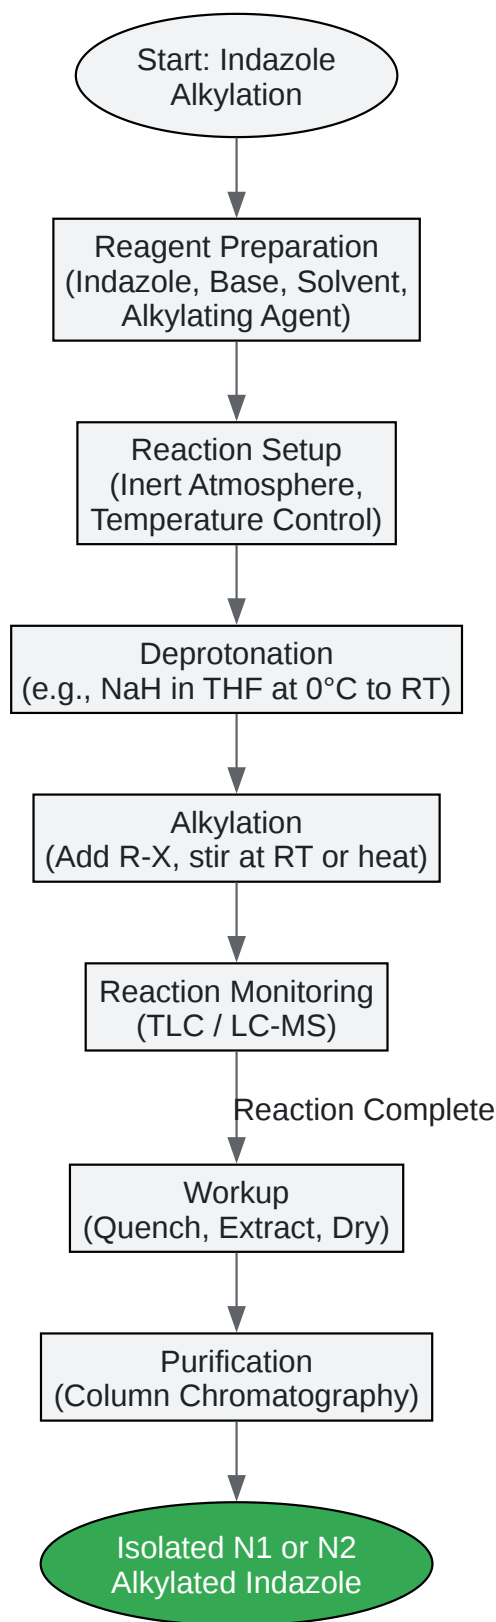 Start: Indazole
Alkylation
Reagent Preparation
(Indazole, Base, Solvent,
Alkylating Agent)
Reaction Setup
(Inert Atmosphere,
Temperature Control)
Deprotonation
(e.g., NaH in THF at 0°C to RT)
Alkylation
(Add R-X, stir at RT or heat)
Reaction Monitoring
(TLC / LC-MS)
Reaction Complete
Workup
(Quench, Extract, Dry)
Purification
(Column Chromatography)
Isolated N1 or N2
Alkylated Indazole